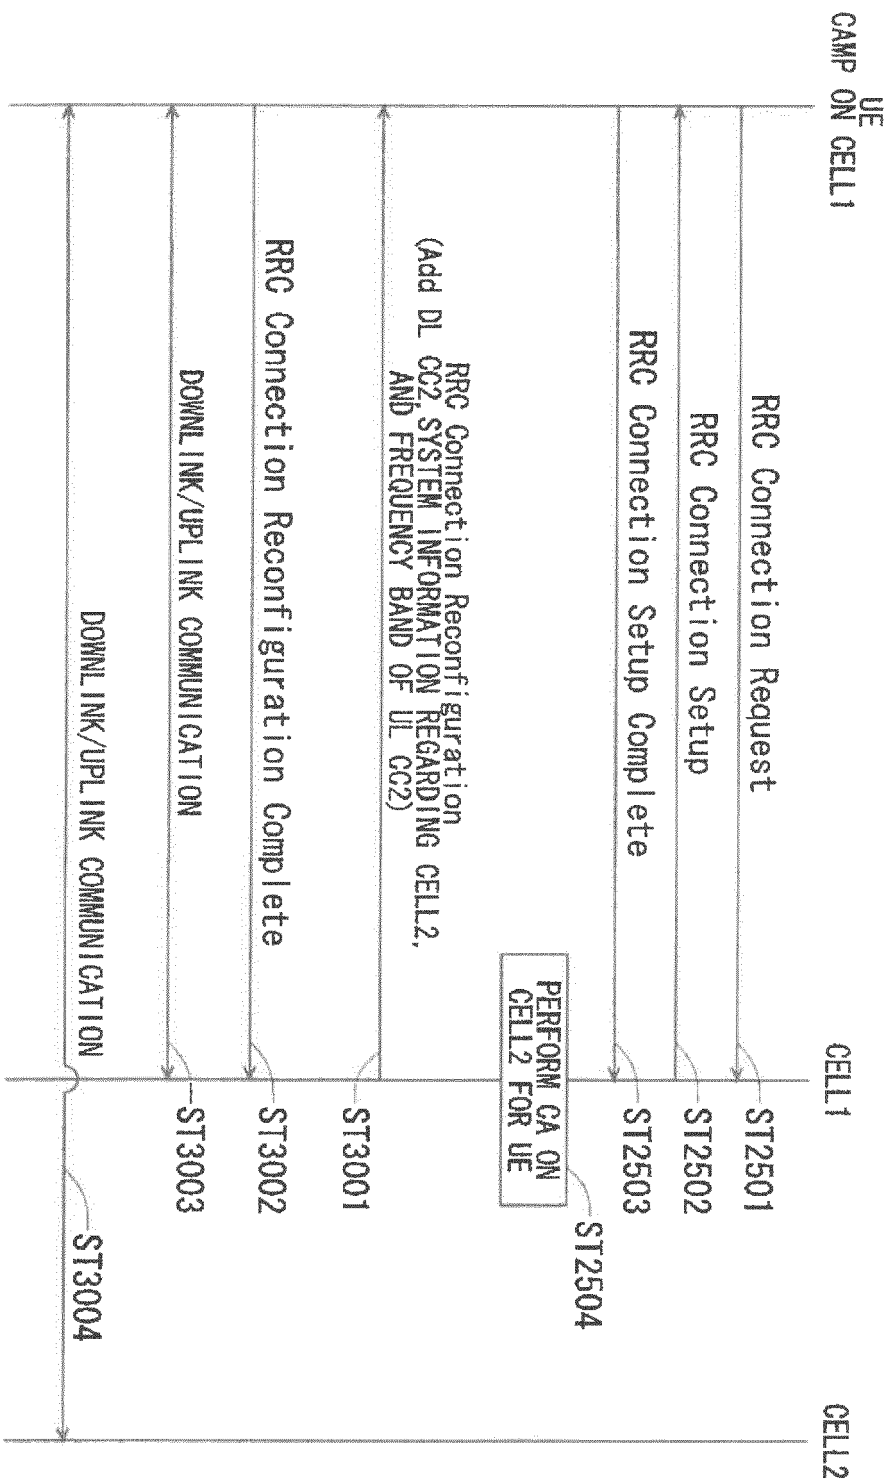 UE
CAMP ON CELL1
CELL1
CELL2
RRC Connection Request
ST2501
RRC Connection Setup
ST2502
RRC Connection Setup Complete
ST2503
PERFORM CA ON
CELL2 FOR UE
ST2504
RRC Connection Reconfiguration
(Add DL CC2, SYSTEM INFORMATION REGARDING CELL2,
AND FREQUENCY BAND OF UL CC2)
ST3001
RRC Connection Reconfiguration Complete
ST3002
DOWNLINK/UPLINK COMMUNICATION
ST3003
DOWNLINK/UPLINK COMMUNICATION
ST3004